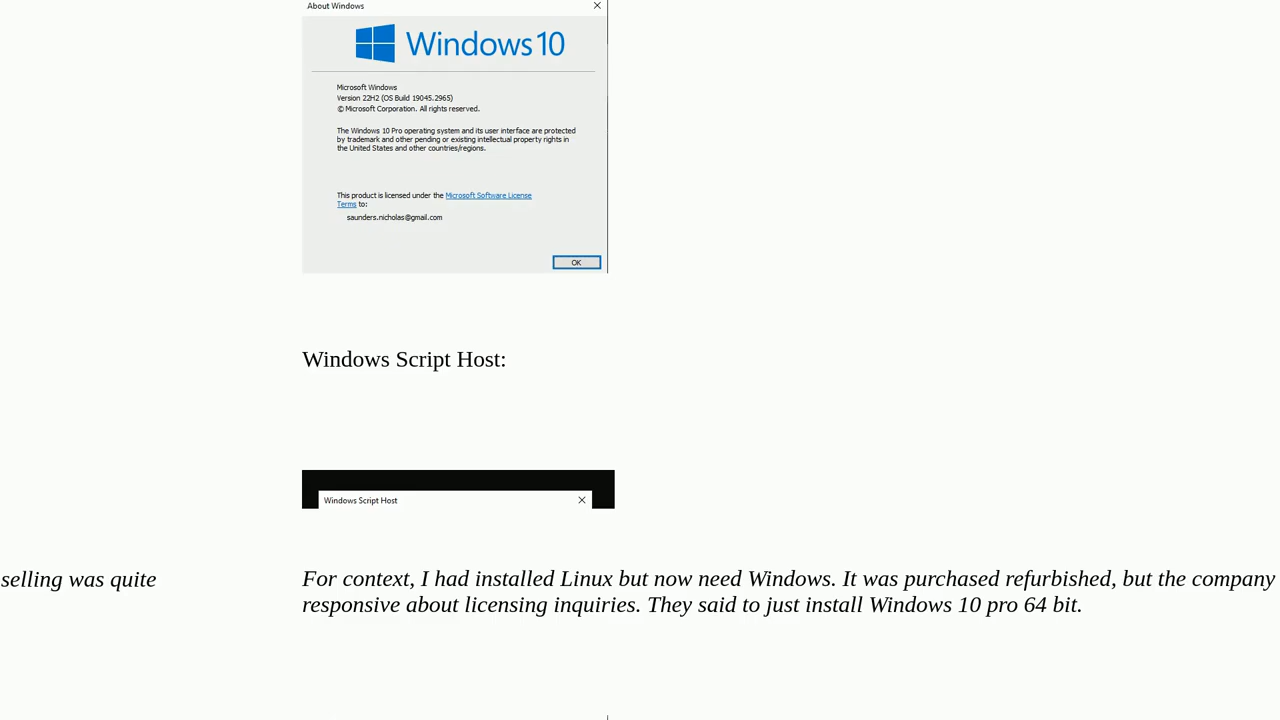 About Windows
Windows 10
Microsoft Windows
Version 22H2 (OS Build 19045.2965)
© Microsoft Corporation. All rights reserved.
The Windows 10 Pro operating system and its user interface are protected
by trademark and other pending or existing intellectual property rights in
the United States and other countries/regions.
This product is licensed under the Microsoft Software License
Terms to:
saunders.nicholas@gmail.com
OK
Windows Script Host:
Windows Script Host
For context, I had installed Linux but now need Windows. It was purchased refurbished, but the company
selling was quite
responsive about licensing inquiries. They said to just install Windows 10 pro 64 bit.